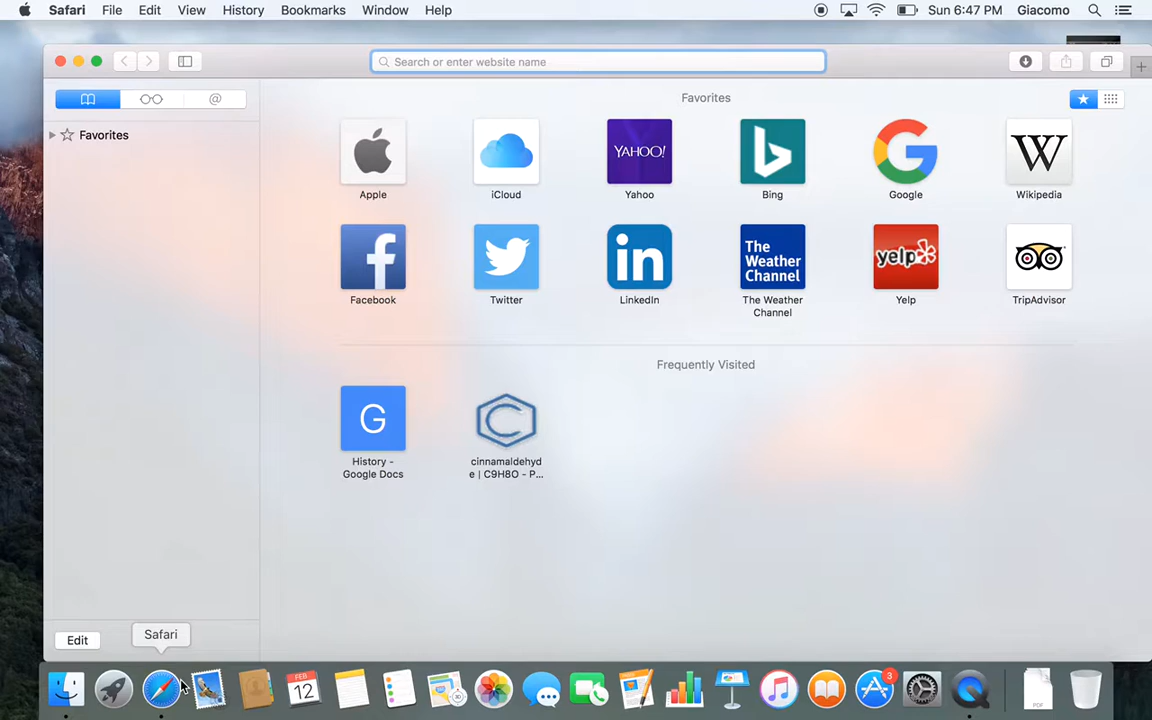 Safari File Edit View History Bookmarks Window Help Sun 6:47 PM Giacomo
Search or enter website name
@
Favorites
Favorites
YAHOO!
W
Apple iCloud Yahoo Bing Google Wikipedia
f
in
The
Weather
Channel
yelp
Facebook Twitter LinkedIn The Weather
Channel Yelp TripAdvisor
Frequently Visited
G
C
History -
Google Docs
cinnamaldehyd
e | C9H8O - P...
Edit
Safari
FEB
12
3
PDF